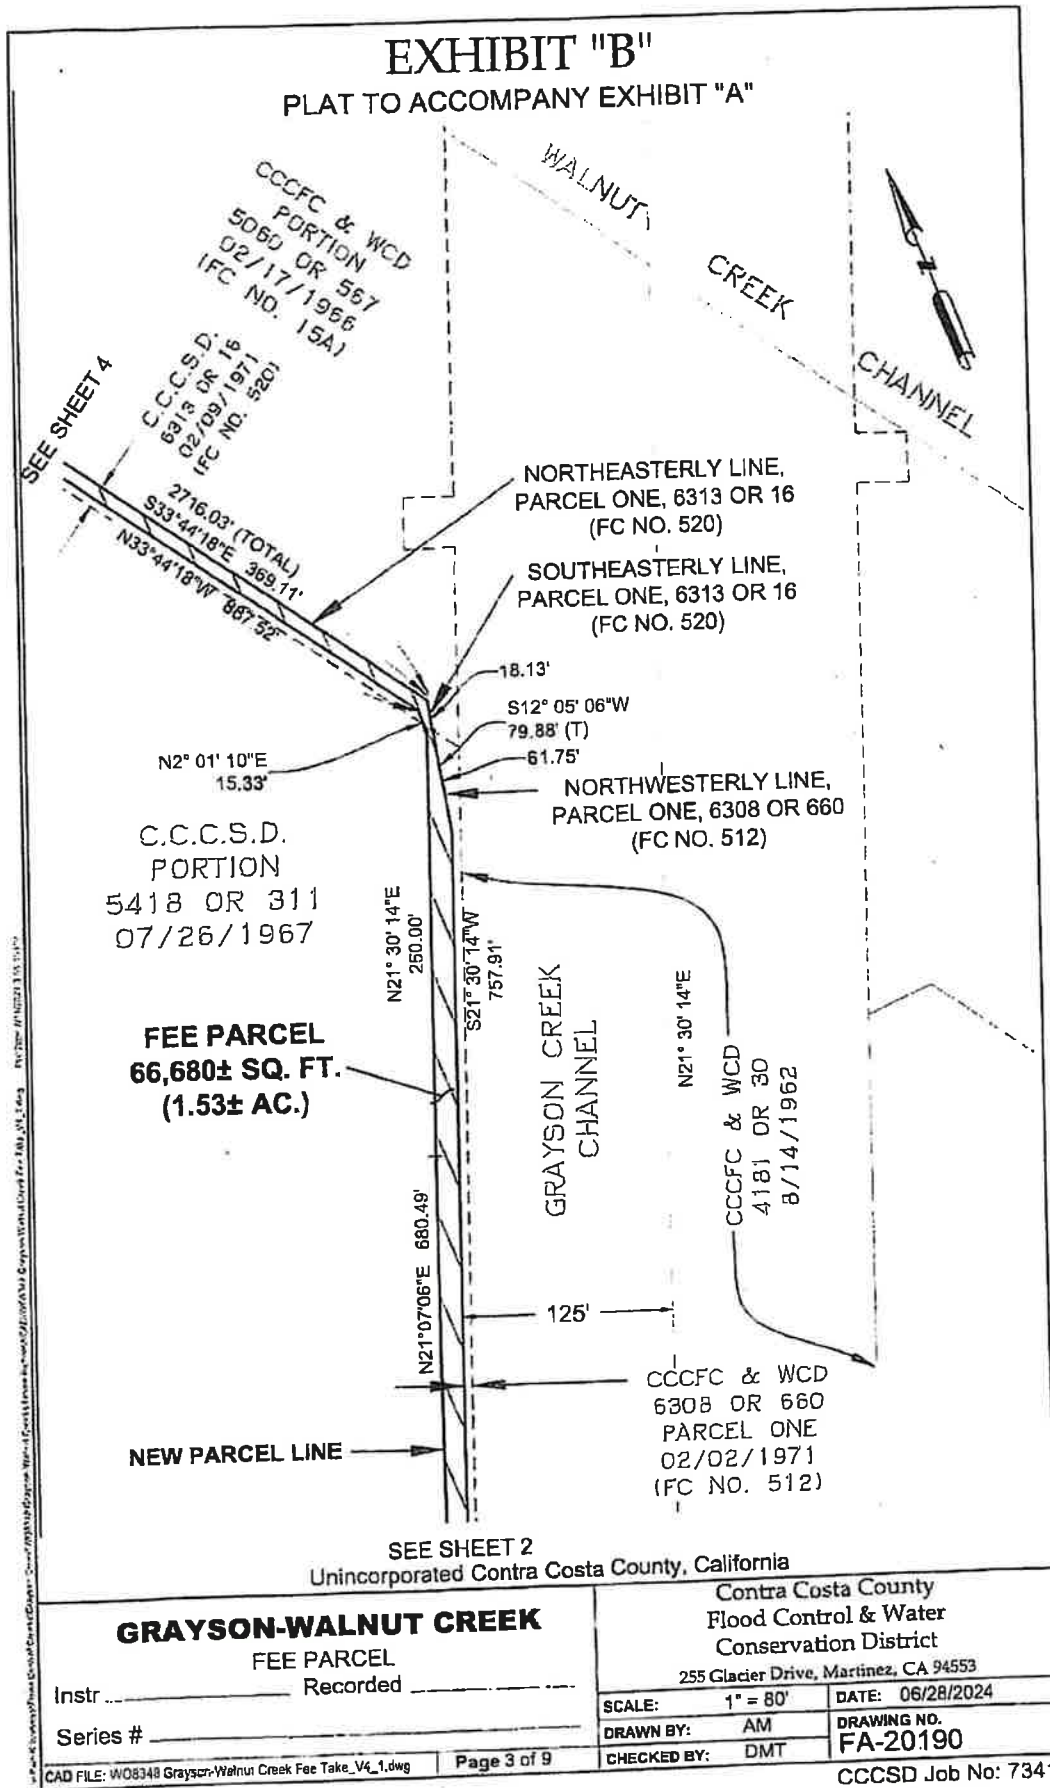 EXHIBIT "B"
PLAT TO ACCOMPANY EXHIBIT "A"
WALNUT
CREEK
CHANNEL
CCCFC & WCD
PORTION
5060 OR 567
02/17/1966
(FC NO. 15A)
C.C.C.S.D.
6313 OR 16
02/09/1971
(FC NO. 520)
SEE SHEET 4
2716.03' (TOTAL)
S33°44'18"E 369.11'
N33°44'18"W 867.52'
NORTHEASTERLY LINE,
PARCEL ONE, 6313 OR 16
(FC NO. 520)
SOUTHEASTERLY LINE,
PARCEL ONE, 6313 OR 16
(FC NO. 520)
18.13'
S12° 05' 06"W
79.88' (T)
61.75'
N2° 01' 10"E
15.33'
NORTHWESTERLY LINE,
PARCEL ONE, 6308 OR 660
(FC NO. 512)
C.C.C.S.D.
PORTION
5418 OR 311
07/26/1967
N21° 30' 14"E
250.00'
S21° 30' 14"W
757.91'
GRAYSON CREEK
CHANNEL
N21° 30' 14"E
CCCFC & WCD
4181 OR 30
8/14/1962
FEE PARCEL
66,680± SQ. FT.
(1.53± AC.)
N21°07'06"E 680.49'
125'
CCCFC & WCD
6308 OR 660
PARCEL ONE
02/02/1971
(FC NO. 512)
NEW PARCEL LINE
SEE SHEET 2
Unincorporated Contra Costa County, California
GRAYSON-WALNUT CREEK
FEE PARCEL
Instr Recorded
Series #
CAD FILE: WO8348 Grayson-Walnut Creek Fee Take_V4_1.dwg
Page 3 of 9
Contra Costa County
Flood Control & Water
Conservation District
255 Glacier Drive, Martinez, CA 94553
SCALE: 1" = 80'
DATE: 06/28/2024
DRAWN BY: AM
DRAWING NO.
FA-20190
CHECKED BY: DMT
CCCSD Job No: 7341
N